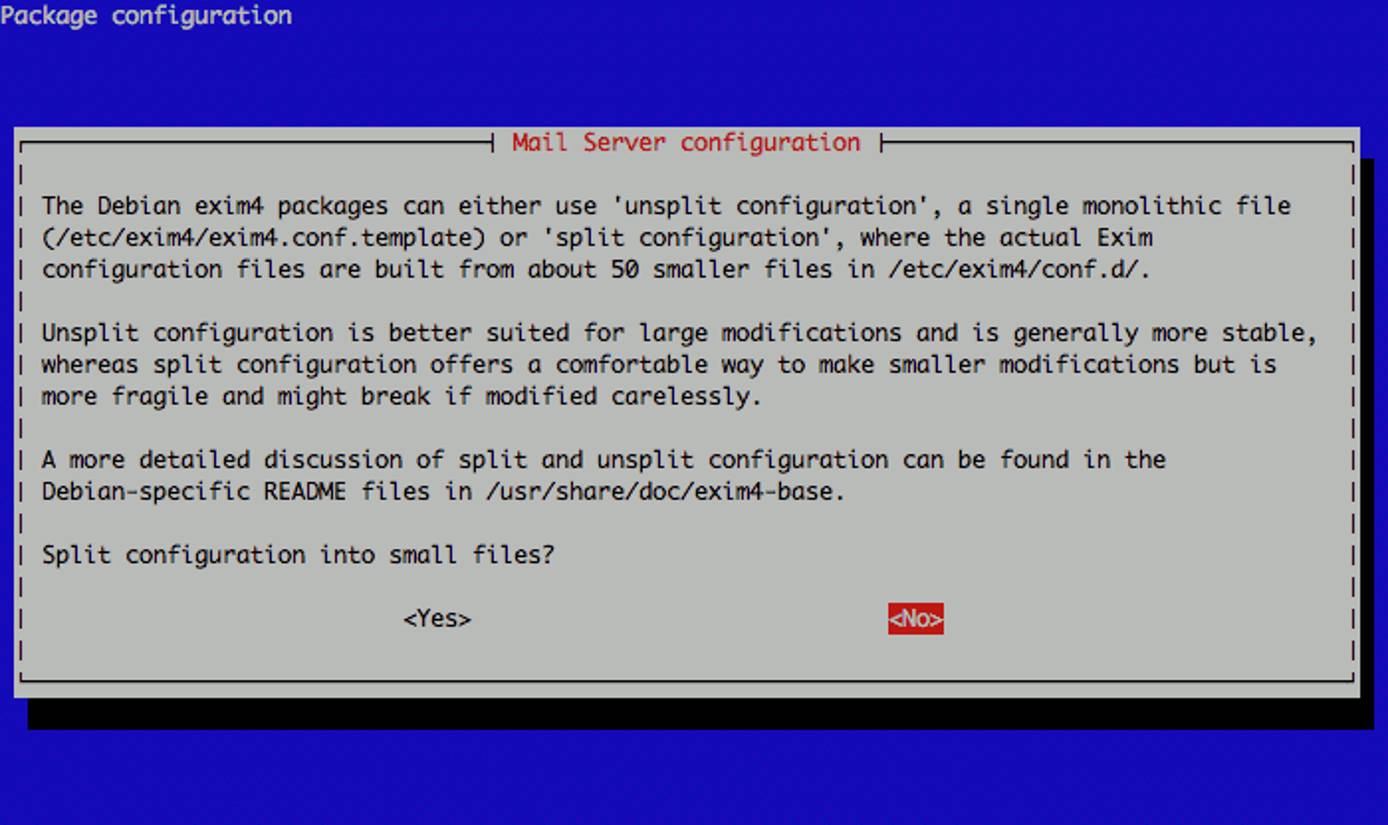 Package configuration
Mail Server configuration
The Debian exim4 packages can either use 'unsplit configuration', a single monolithic file
(/etc/exim4/exim4.conf.template) or 'split configuration', where the actual Exim
configuration files are built from about 50 smaller files in /etc/exim4/conf.d/.
Unsplit configuration is better suited for large modifications and is generally more stable,
whereas split configuration offers a comfortable way to make smaller modifications but is
more fragile and might break if modified carelessly.
A more detailed discussion of split and unsplit configuration can be found in the
Debian-specific README files in /usr/share/doc/exim4-base.
Split configuration into small files?
<Yes> <No>